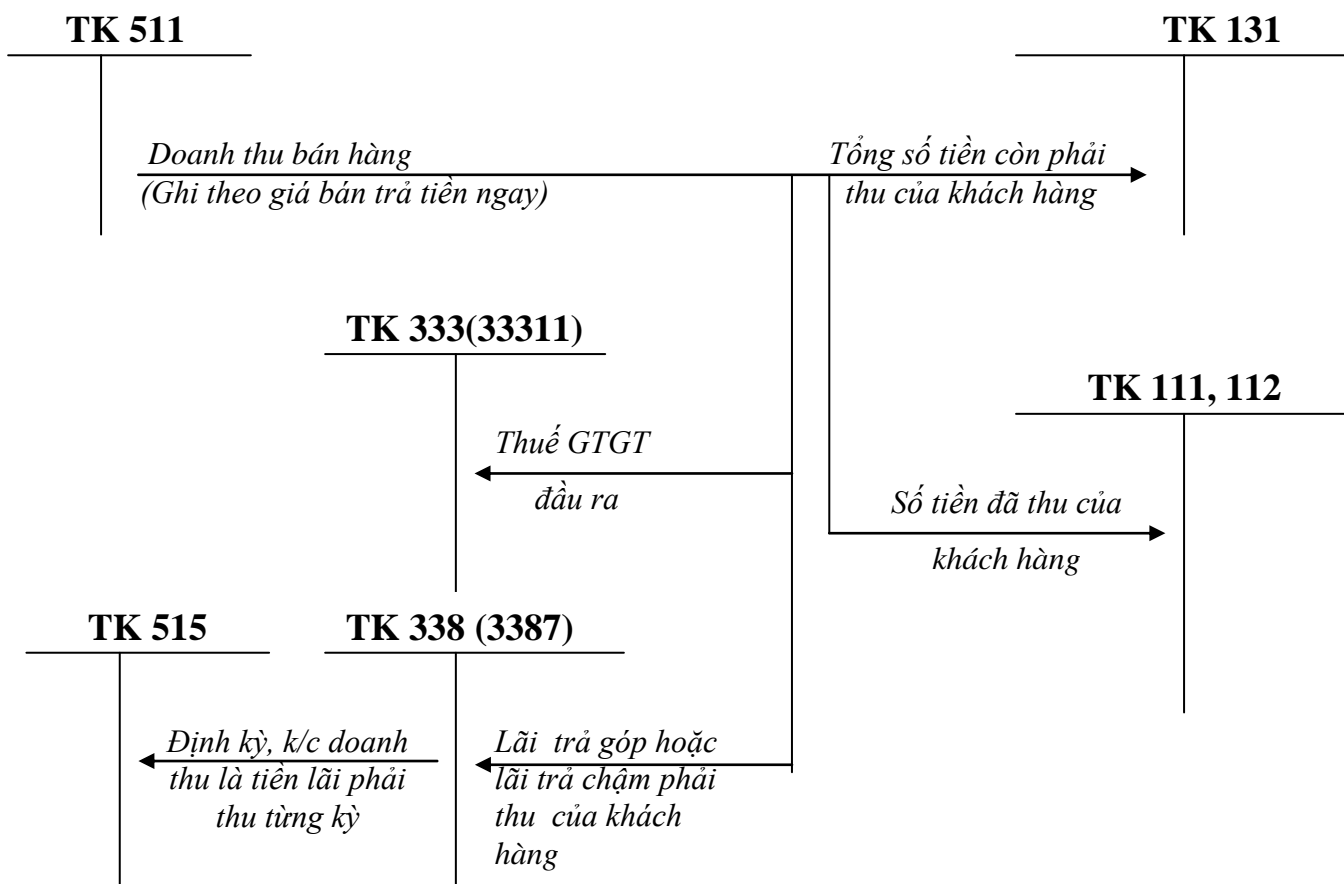 TK 511
TK 131
Doanh thu bán hàng
(Ghi theo giá bán trả tiền ngay)
Tổng số tiền còn phải
thu của khách hàng
TK 333(33311)
TK 111, 112
Thuế GTGT
đầu ra
Số tiền đã thu của
khách hàng
TK 515
TK 338 (3387)
Định kỳ, k/c doanh
thu là tiền lãi phải
thu từng kỳ
Lãi trả góp hoặc
lãi trả chậm phải
thu của khách
hàng